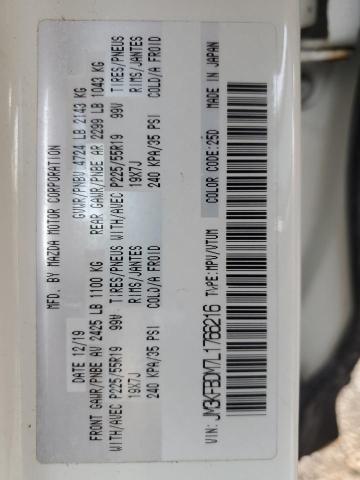 MFD. BY MAZDA MOTOR CORPORATION
DATE 12/19 GVWR/PNBV 4724 LB 2143 KG
FRONT GAWR/PNBE AV 2425 LB 1100 KG REAR GAWR/PNBE AR 2299 LB 1043 KG
WITH/AVEC P225/55R19 99V TIRES/PNEUS WITH/AVEC P225/55R19 99V TIRES/PNEUS
19X7J RIMS/JANTES 19X7J RIMS/JANTES
240 KPA/35 PSI COLD/A FROID 240 KPA/35 PSI COLD/A FROID
VIN: JM3KFBDM7L1766216 TYPE:MPV/VTUM COLOR CODE:25D MADE IN JAPAN